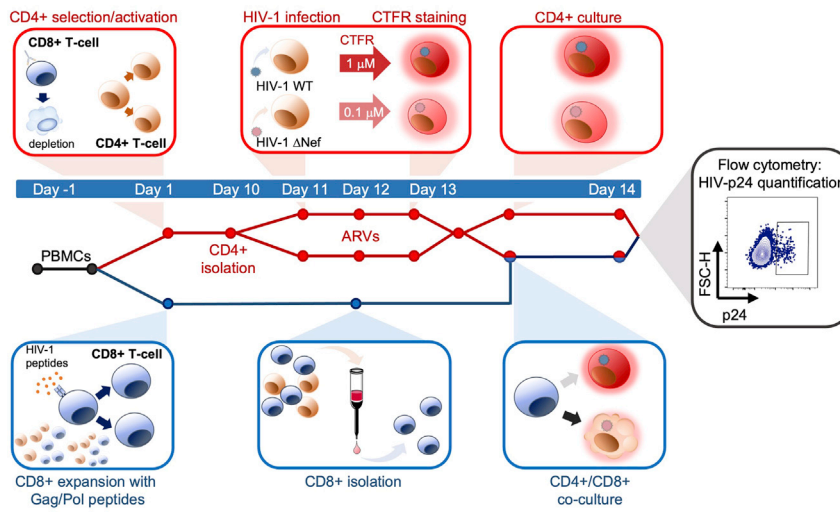 CD4+ selection/activation
CD8+ T-cell
depletion
CD4+ T-cell
HIV-1 infection
CTFR staining
CTFR
1 μM
HIV-1 WT
0.1 μM
HIV-1 ΔNef
CD4+ culture
Day -1
Day 1
Day 10
Day 11
Day 12
Day 13
Day 14
PBMCs
CD4+
isolation
ARVs
Flow cytometry:
HIV-p24 quantification
FSC-H
p24
HIV-1
peptides
CD8+ T-cell
CD8+ expansion with
Gag/Pol peptides
CD8+ isolation
CD4+/CD8+
co-culture